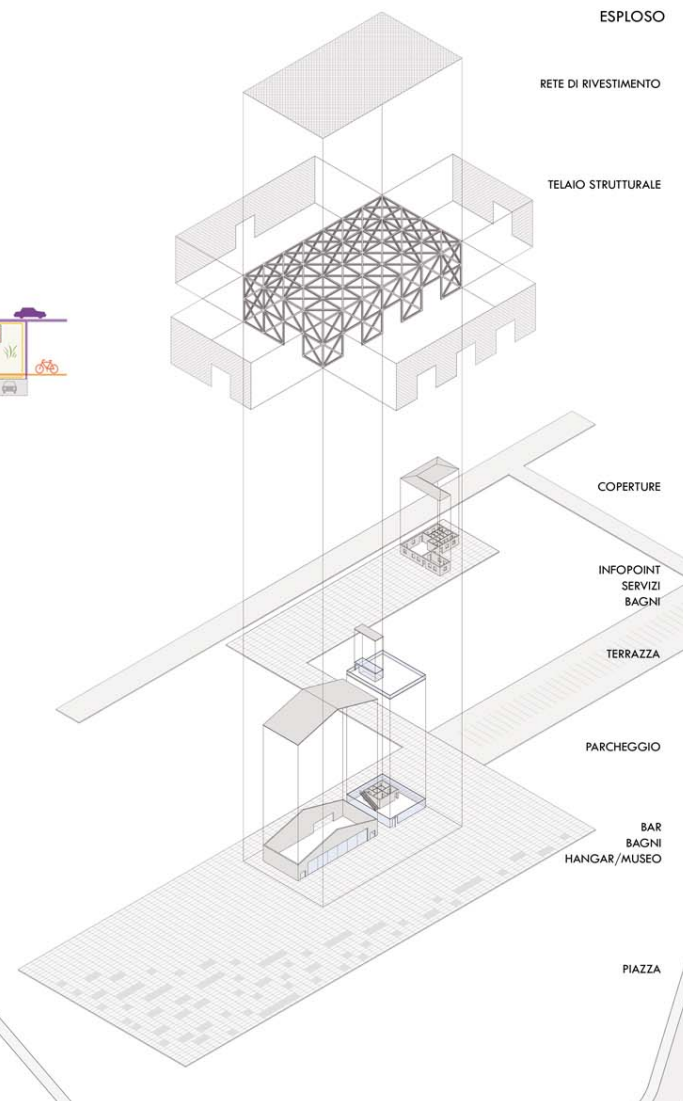 ESPLOSO
RETE DI RIVESTIMENTO
TELAIO STRUTTURALE
COPERTURE
INFOPOINT
SERVIZI
BAGNI
TERRAZZA
PARCHEGGIO
BAR
BAGNI
HANGAR/MUSEO
PIAZZA